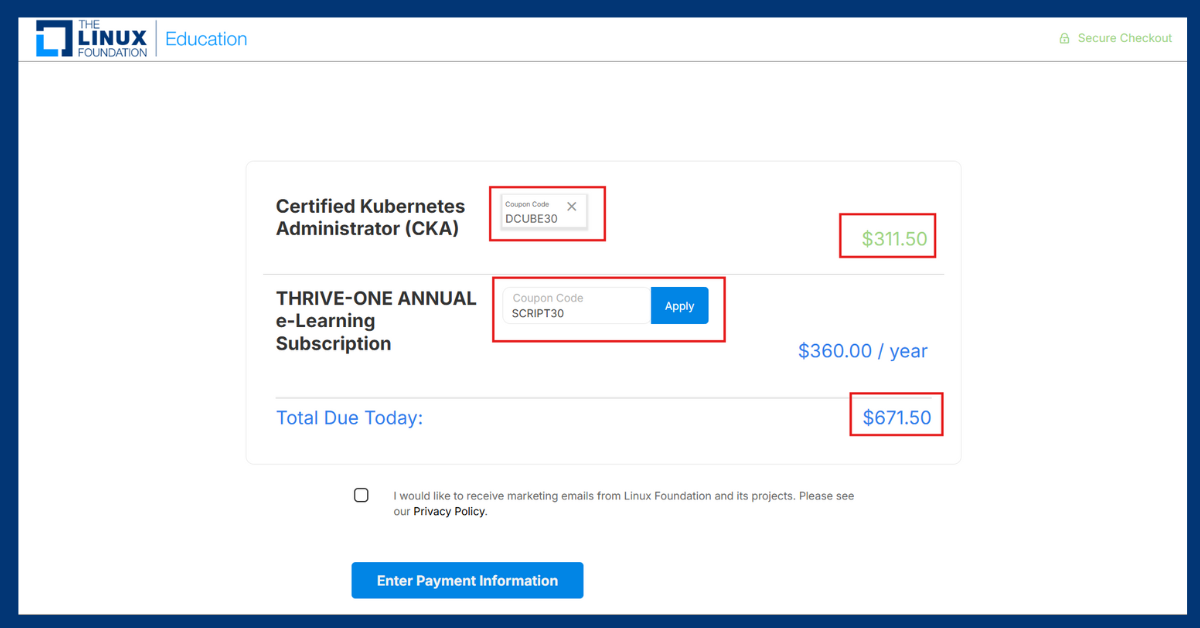 THE
LINUX
FOUNDATION
Education
Secure Checkout
Certified Kubernetes
Administrator (CKA)
Coupon Code
DCUBE30
$311.50
THRIVE-ONE ANNUAL
e-Learning
Subscription
Coupon Code
SCRIPT30
Apply
$360.00 / year
Total Due Today:
$671.50
I would like to receive marketing emails from Linux Foundation and its projects. Please see
our Privacy Policy.
Enter Payment Information